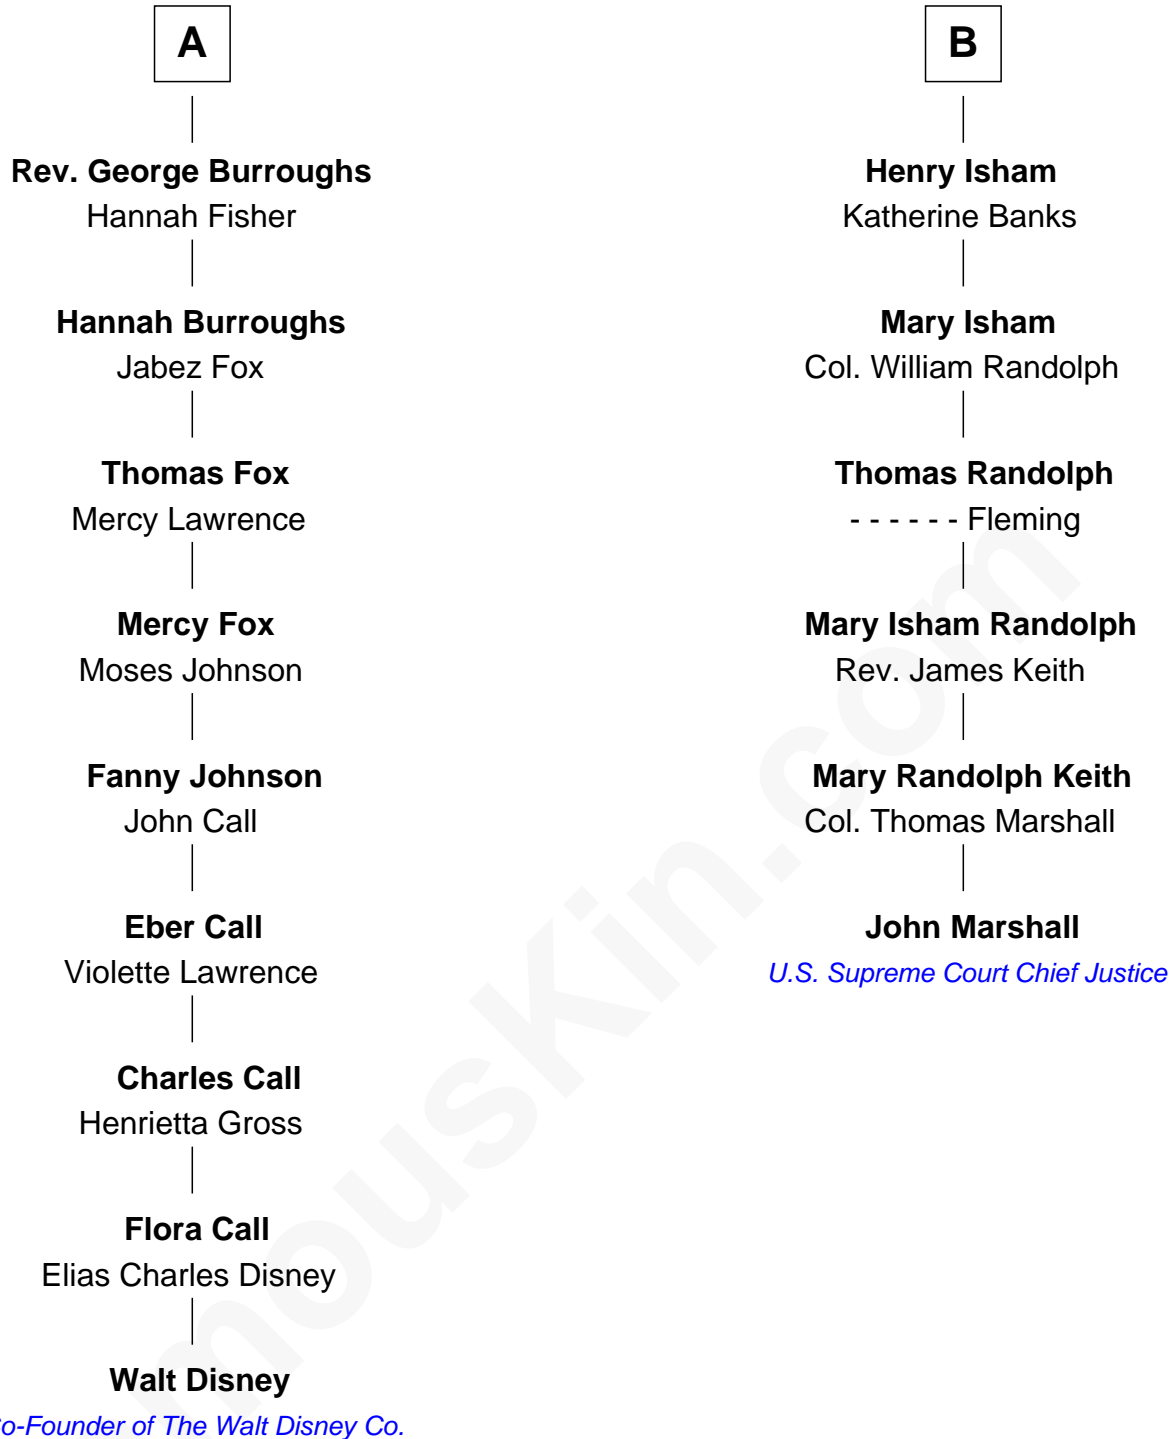 A
Rev. George Burroughs
Hannah Fisher
Hannah Burroughs
Jabez Fox
Thomas Fox
Mercy Lawrence
Mercy Fox
Moses Johnson
Fanny Johnson
John Call
Eber Call
Violette Lawrence
Charles Call
Henrietta Gross
Flora Call
Elias Charles Disney
Walt Disney
o-Founder of The Walt Disney Co.
B
Henry Isham
Katherine Banks
Mary Isham
Col. William Randolph
Thomas Randolph
- - - - - - Fleming
Mary Isham Randolph
Rev. James Keith
Mary Randolph Keith
Col. Thomas Marshall
John Marshall
U.S. Supreme Court Chief Justice
mousKin.com